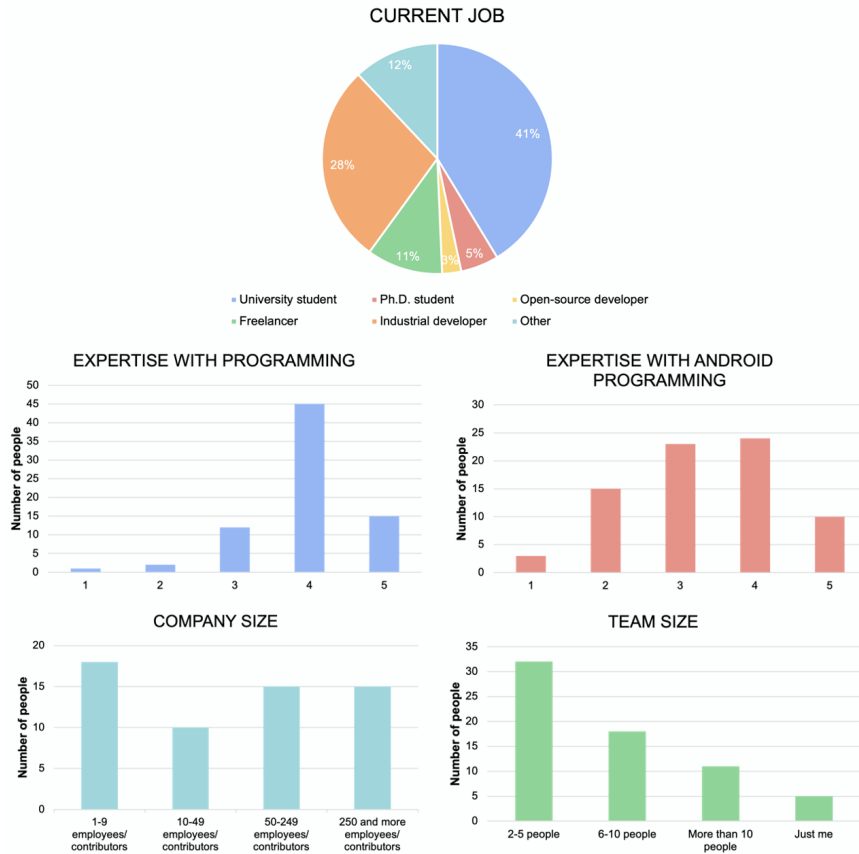 CURRENT JOB
12%
41%
28%
11%
3%
5%
University student
Ph.D. student
Open-source developer
Freelancer
Industrial developer
Other
EXPERTISE WITH PROGRAMMING
Number of people
50
45
40
35
30
25
20
15
10
5
0
1 2 3 4 5
EXPERTISE WITH ANDROID
PROGRAMMING
Number of people
30
25
20
15
10
5
0
1 2 3 4 5
COMPANY SIZE
Number of people
20
15
10
5
0
1-9 10-49 50-249 250 and more
employees/ employees/ employees/ employees/
contributors contributors contributors contributors
TEAM SIZE
Number of people
35
30
25
20
15
10
5
0
2-5 people 6-10 people More than 10 Just me
people